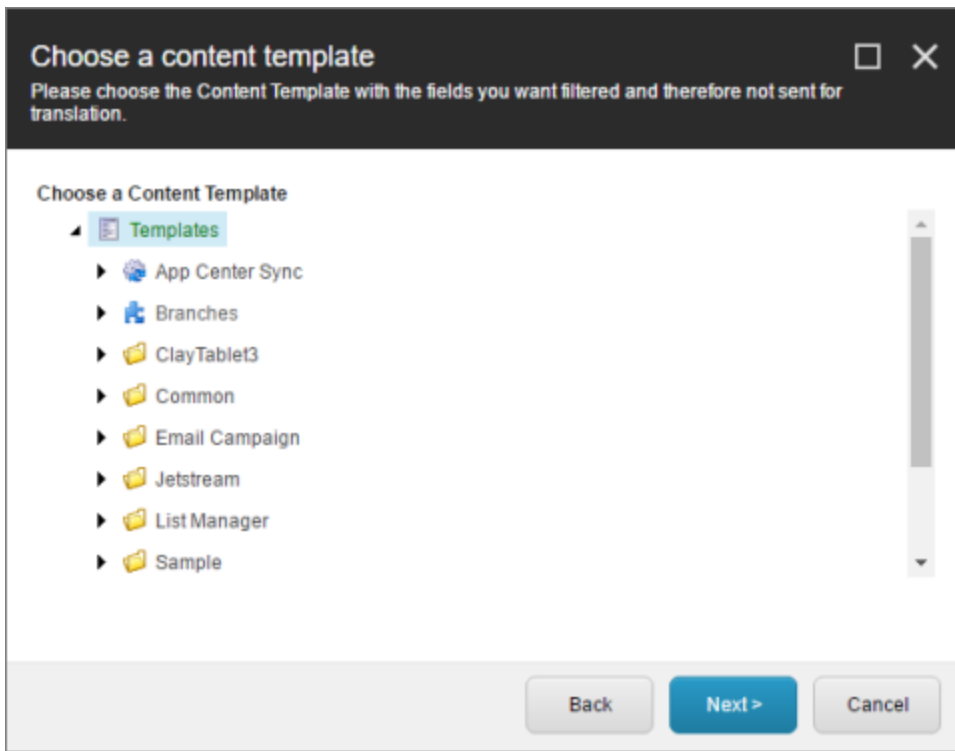 Choose a content template
Please choose the Content Template with the fields you want filtered and therefore not sent for
translation.
Choose a Content Template
Templates
App Center Sync
Branches
ClayTablet3
Common
Email Campaign
Jetstream
List Manager
Sample
Back
Next >
Cancel